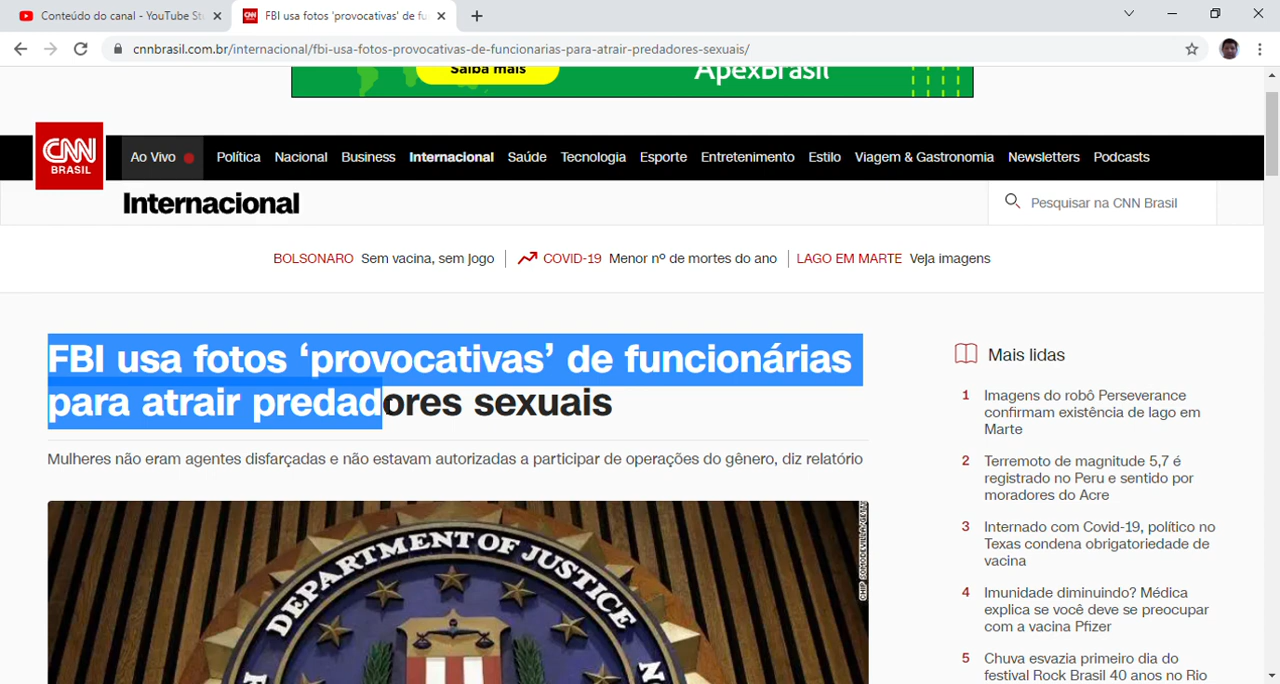 Conteúdo do canal - YouTube St
FBI usa fotos 'provocativas' de fu
cnnbrasil.com.br/internacional/fbi-usa-fotos-provocativas-de-funcionarias-para-atrair-predadores-sexuais/
Saiba mais
ApexBrasil
CNN
BRASIL
Ao Vivo
Política
Nacional
Business
Internacional
Saúde
Tecnologia
Esporte
Entretenimento
Estilo
Viagem & Gastronomia
Newsletters
Podcasts
Internacional
Pesquisar na CNN Brasil
BOLSONARO Sem vacina, sem jogo
COVID-19 Menor nº de mortes do ano
LAGO EM MARTE Veja imagens
FBI usa fotos ‘provocativas’ de funcionárias
para atrair predadores sexuais
Mulheres não eram agentes disfarçadas e não estavam autorizadas a participar de operações do gênero, diz relatório
CHIP SOMODEVILLA/GETT
DEPARTMENT OF JUSTICE
Mais lidas
1 Imagens do robô Perseverance
confirmam existência de lago em
Marte
2 Terremoto de magnitude 5,7 é
registrado no Peru e sentido por
moradores do Acre
3 Internado com Covid-19, político no
Texas condena obrigatoriedade de
vacina
4 Imunidade diminuindo? Médica
explica se você deve se preocupar
com a vacina Pfizer
5 Chuva esvazia primeiro dia do
festival Rock Brasil 40 anos no Rio